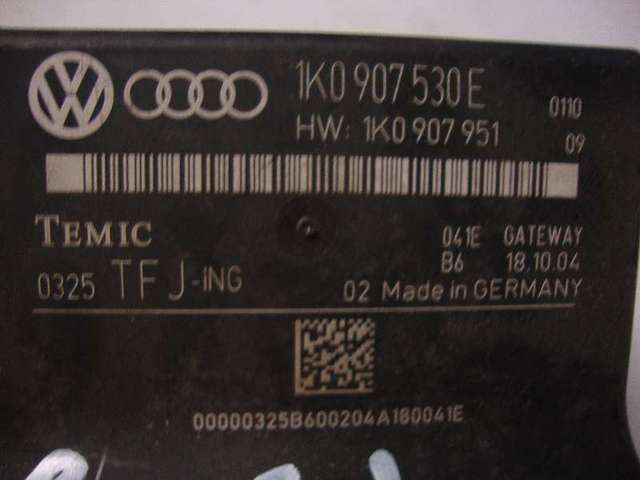 1K0 907 530 E 0110
HW: 1K0 907 951 09
TEMIC 041E GATEWAY
B6 18.10.04
0325 TFJ-ING 02 Made in GERMANY
00000325B600204A180041E